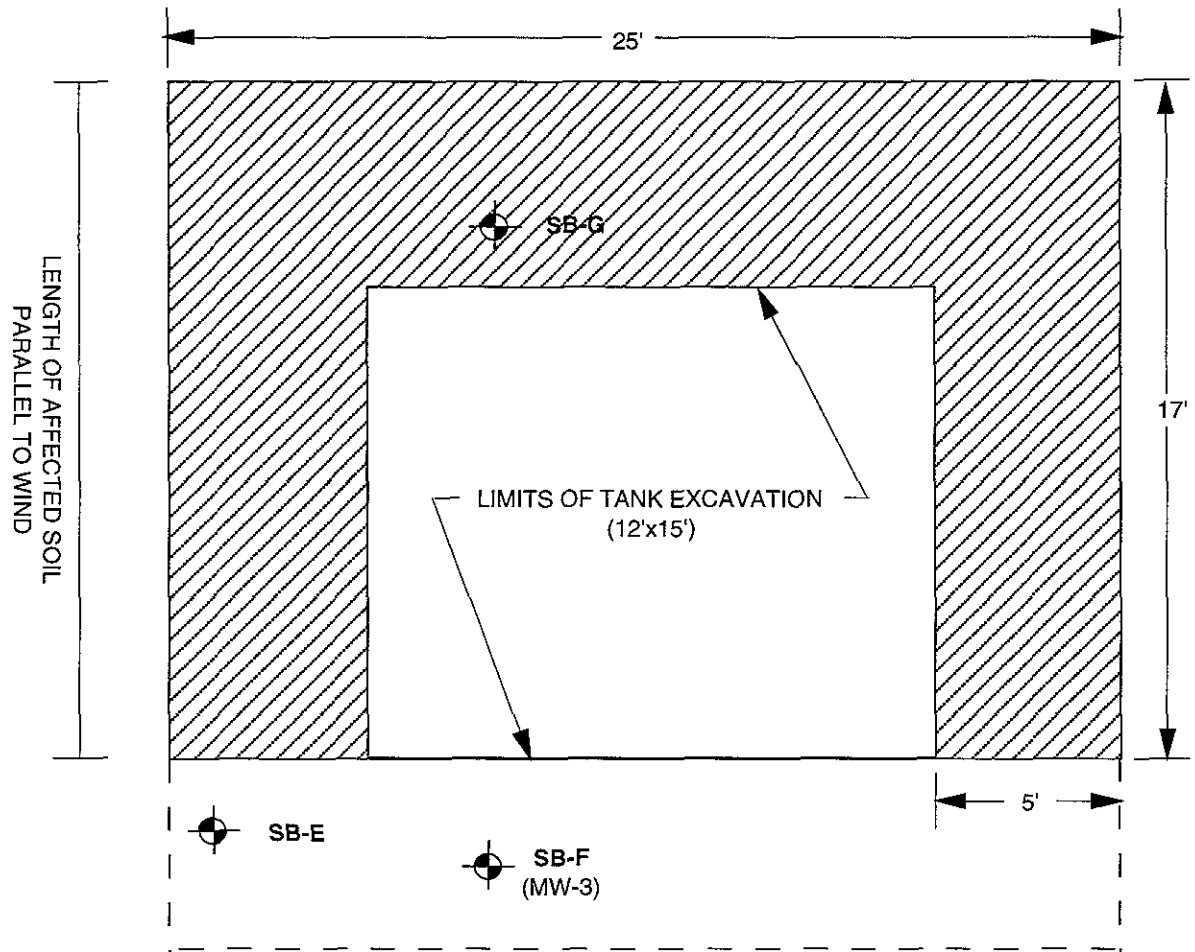 25'
SB-G
LENGTH OF AFFECTED SOIL
PARALLEL TO WIND
17'
LIMITS OF TANK EXCAVATION
(12'x15')
5'
SB-E
SB-F
(MW-3)